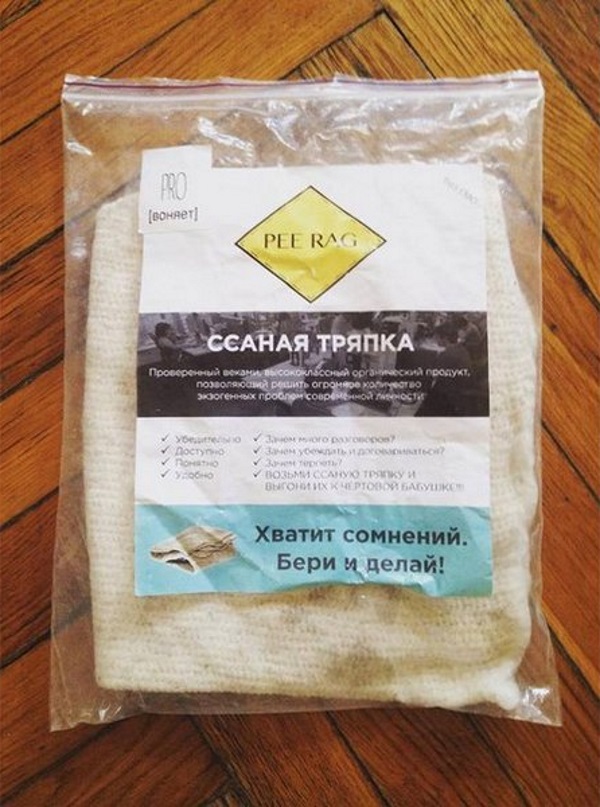 PRO
[воняет]
PEE RAG
ССАНАЯ ТРЯПКА
Проверенный веками, высококлассный органический продукт,
позволяющий решить огромное количество
экзогенных проблем современной личности
✓ Убедительно
✓ Доступно
✓ Понятно
✓ Удобно
✓ Зачем много разговоров?
✓ Зачем убеждать и договариваться?
✓ Зачем терпеть?
✓ ВОЗЬМИ ССАНУЮ ТРЯПКУ И
ВЫГОНИ ИХ К ЧЕРТОВОЙ БАБУШКЕ!!!
Хватит сомнений.
Бери и делай!